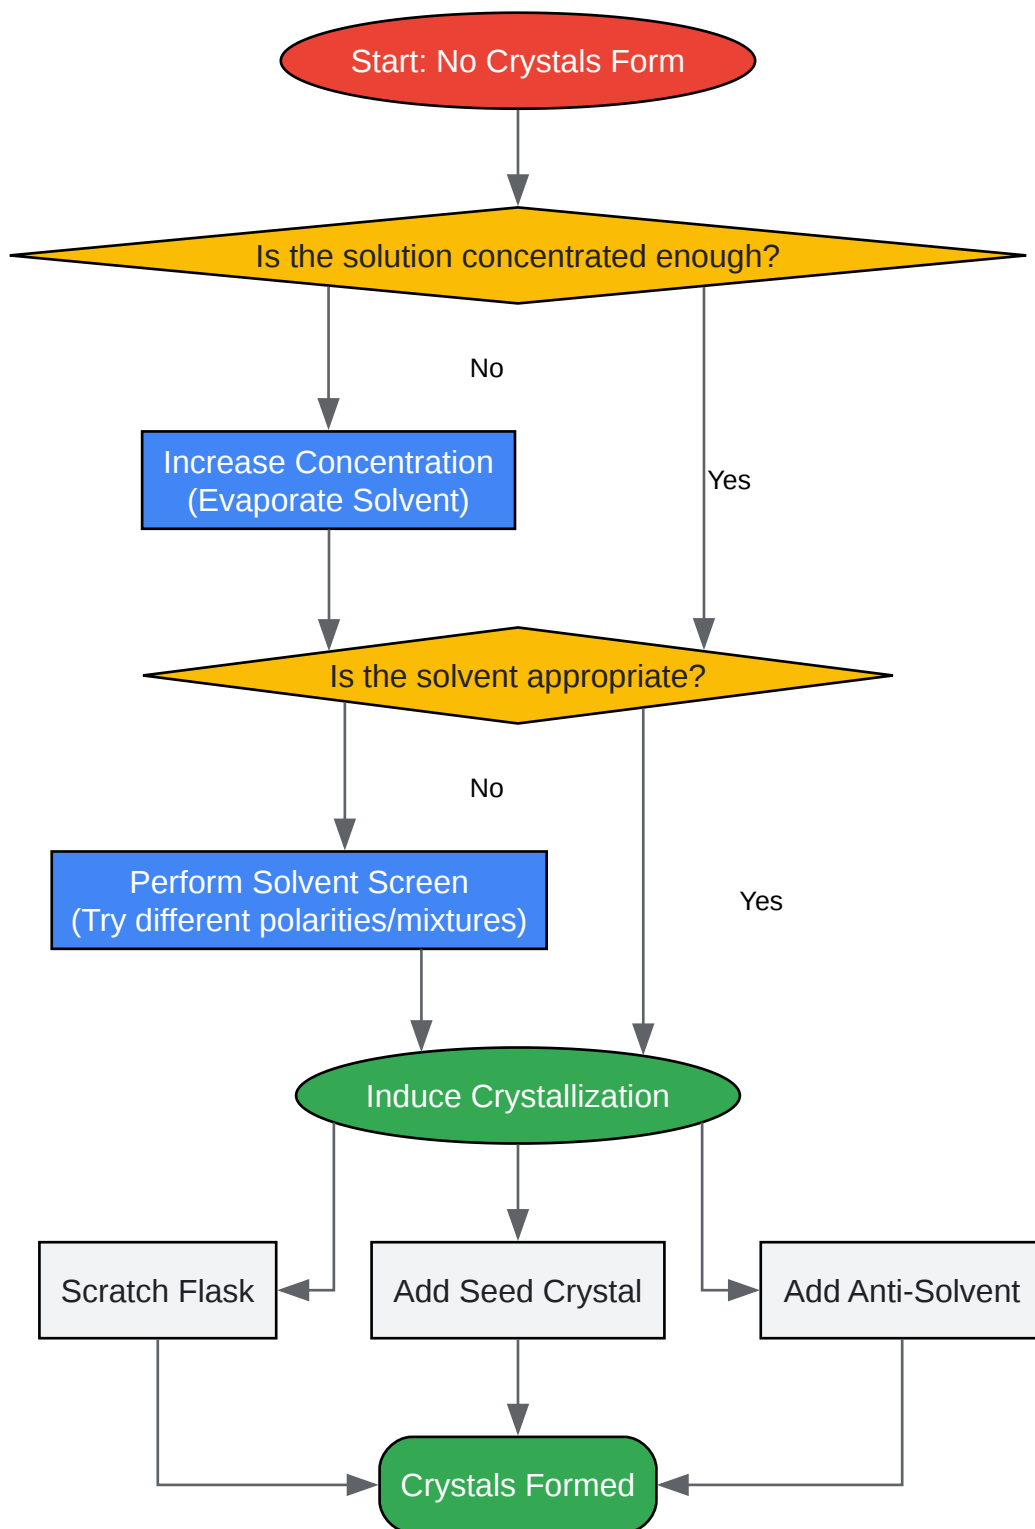 Start: No Crystals Form
Is the solution concentrated enough?
No
Increase Concentration
(Evaporate Solvent)
Yes
Is the solvent appropriate?
No
Perform Solvent Screen
(Try different polarities/mixtures)
Yes
Induce Crystallization
Scratch Flask
Add Seed Crystal
Add Anti-Solvent
Crystals Formed